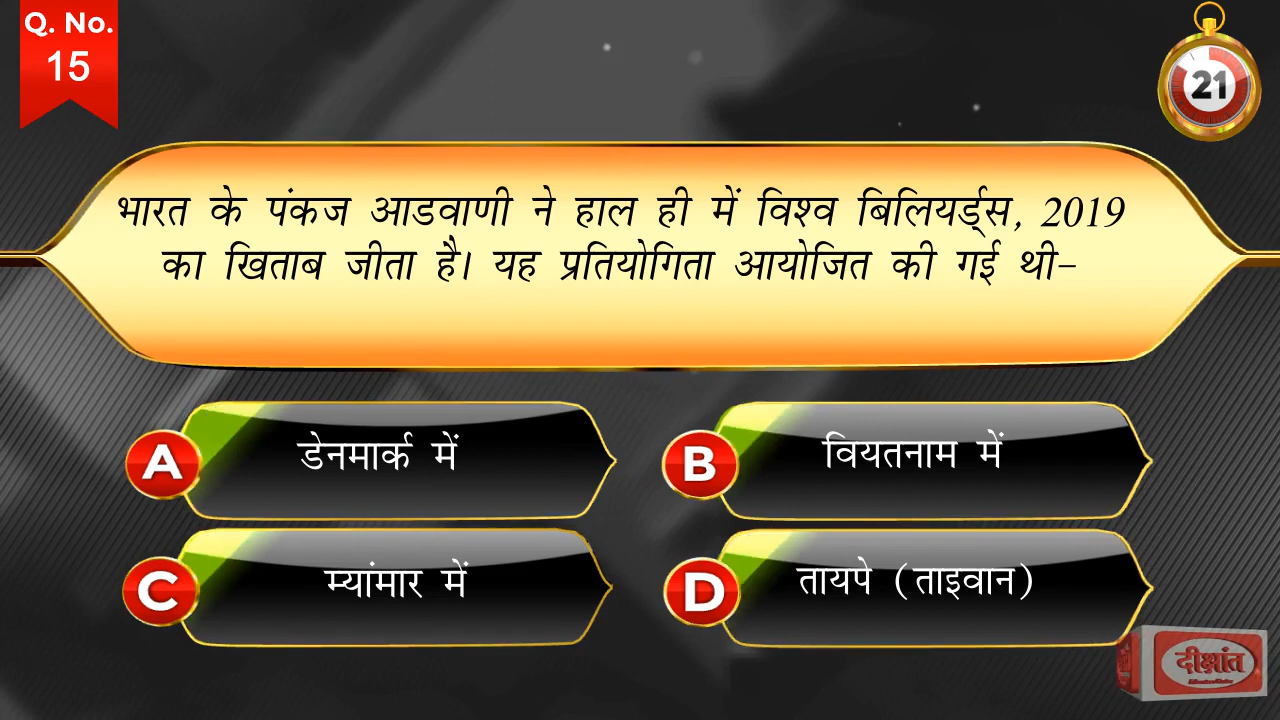 Q. No.
15
21
भारत के पंकज आडवाणी ने हाल ही में विश्व बिलियर्ड्स, 2019
का खिताब जीता है। यह प्रतियोगिता आयोजित की गई थी–
A
डेनमार्क में
B
वियतनाम में
C
म्यांमार में
D
तायपे (ताइवान)
दीक्षांत